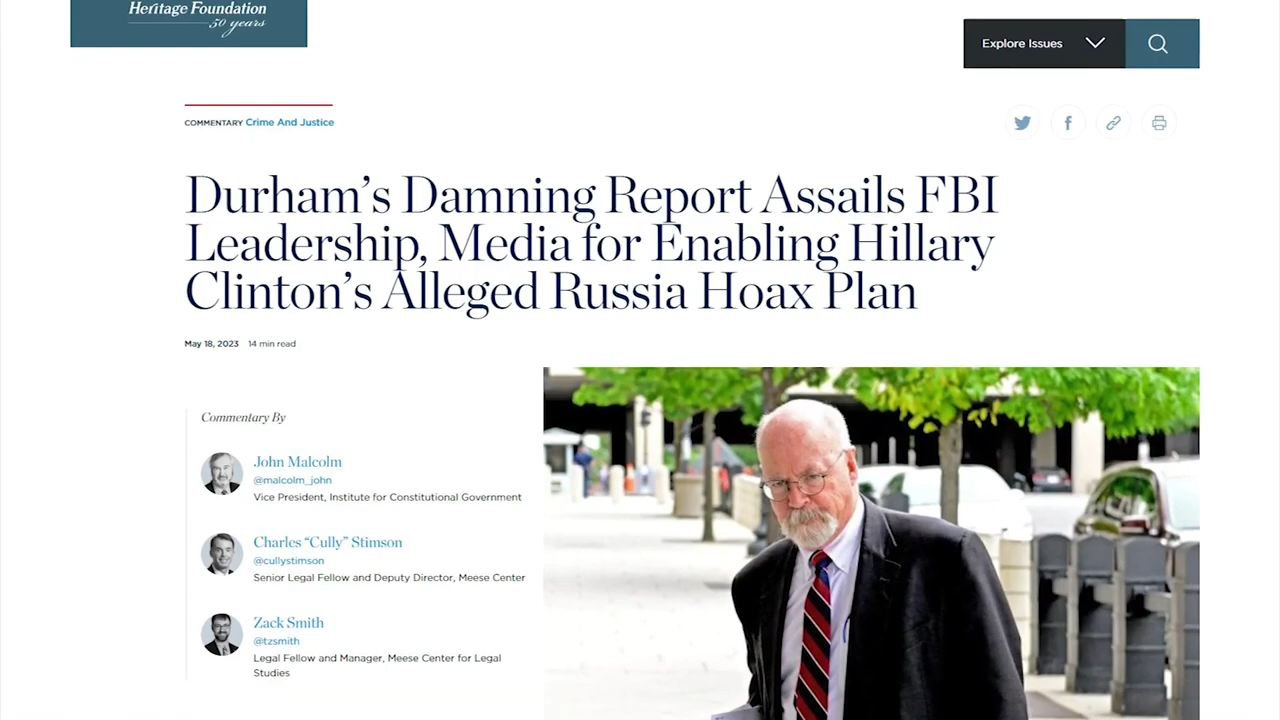 Heritage Foundation
50 years
Explore Issues
COMMENTARY Crime And Justice
Durham's Damning Report Assails FBI
Leadership, Media for Enabling Hillary
Clinton's Alleged Russia Hoax Plan
May 18, 2023 14 min read
Commentary By
John Malcolm
@malcolm_john
Vice President, Institute for Constitutional Government
Charles “Cully” Stimson
@cullystimson
Senior Legal Fellow and Deputy Director, Meese Center
Zack Smith
@tzsmith
Legal Fellow and Manager, Meese Center for Legal
Studies